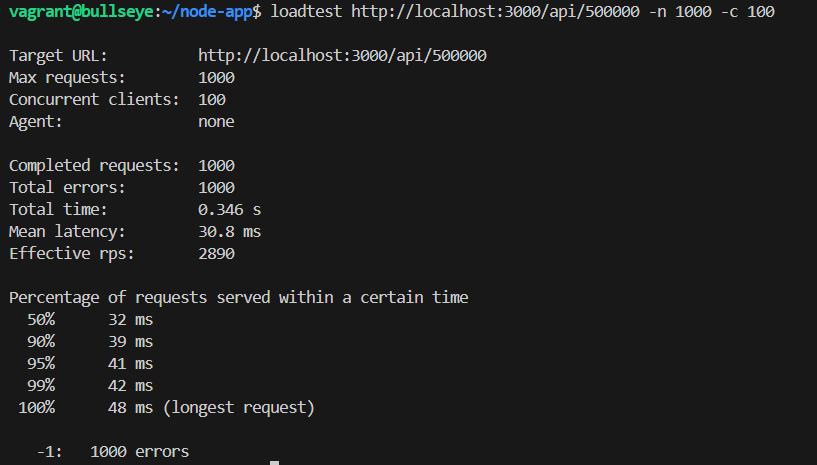 vagrant@bullseye:~/node-app$ loadtest http://localhost:3000/api/500000 -n 1000 -c 100
Target URL: http://localhost:3000/api/500000
Max requests: 1000
Concurrent clients: 100
Agent: none
Completed requests: 1000
Total errors: 1000
Total time: 0.346 s
Mean latency: 30.8 ms
Effective rps: 2890
Percentage of requests served within a certain time
50% 32 ms
90% 39 ms
95% 41 ms
99% 42 ms
100% 48 ms (longest request)
-1: 1000 errors